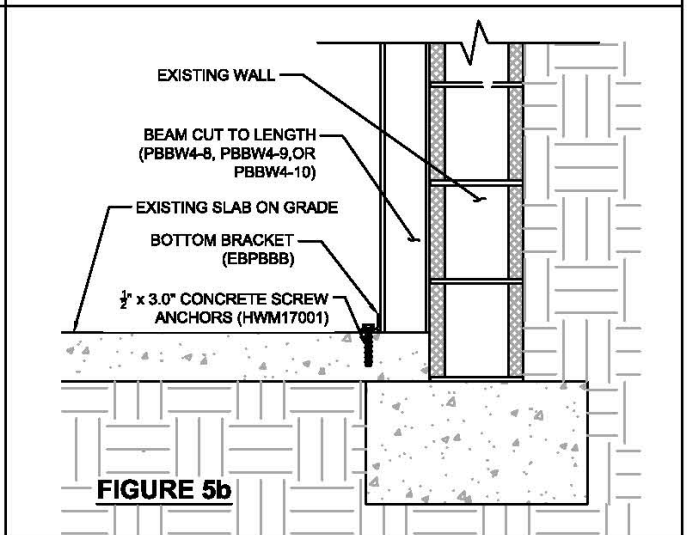 EXISTING WALL
BEAM CUT TO LENGTH
(PBBW4-8, PBBW4-9,OR
PBBW4-10)
EXISTING SLAB ON GRADE
BOTTOM BRACKET
(EBPBBB)
½" x 3.0" CONCRETE SCREW
ANCHORS (HWM17001)
FIGURE 5b